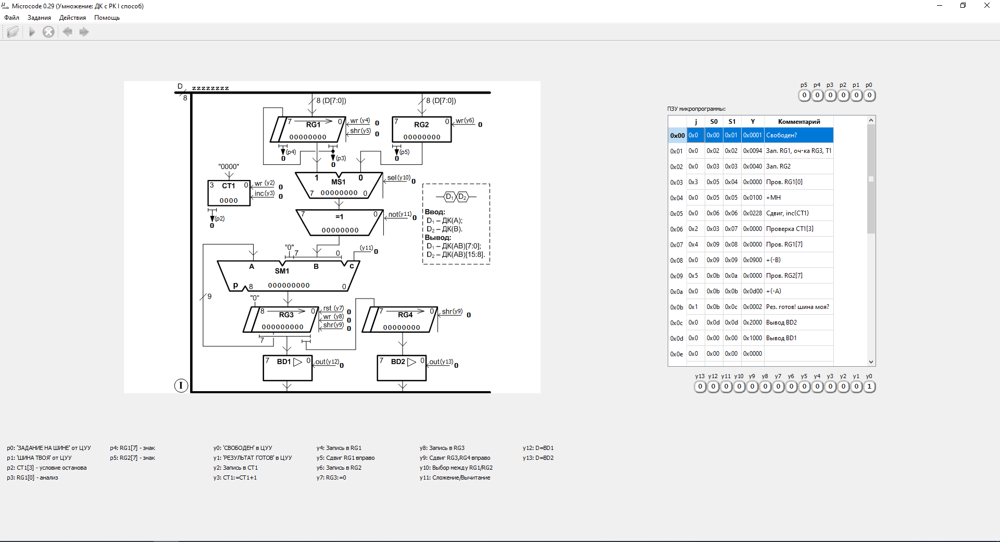 μcode Microcode 0.29 (Умножение: ДК с РК I способ)
Файл Задания Действия Помощь
D zzzzzzzz
8
8 (D[7:0]) 8 (D[7:0])
7 0 RG1 00000000
wr (y4) 0
shr(y5) 0
7 0 RG2 00000000
wr(y6) 0
(p4) 0
(p3) 0
(p5) 0
"0000"
3 CT1 0
0000
wr (y2) 0
inc(y3) 0
(p2) 0
1 0
MS1
7 00000000 0
sel(y10) 0
7 =1 0
00000000
not(y11) 0
D₁ D₂
Ввод:
D₁ – ДК(A);
D₂ – ДК(B).
Вывод:
D₁ – ДК(AB)[7:0];
D₂ – ДК(AB)[15:8].
"0" 7 0
(y11) 0
A B c
SM1
p 8 000000000 0
9
"0"
8 0 RG3 000000000
rst (y7) 0
wr (y8) 0
shr(y9) 0
7 0 RG4 00000000
shr(y9) 0
7
7 BD1 0
out(y12) 0
7 BD2 0
out(y13) 0
I
p5 p4 p3 p2 p1 p0
0 0 0 0 0 0
ПЗУ микропрограммы:
j S0 S1 Y Комментарий
0x00 0x0 0x00 0x01 0x0001 Свободен?
0x01 0x0 0x02 0x02 0x0094 Зап. RG1, оч-ка RG3, T1
0x02 0x0 0x03 0x03 0x0040 Зап. RG2
0x03 0x3 0x05 0x04 0x0000 Пров. RG1[0]
0x04 0x0 0x05 0x05 0x0100 +МН
0x05 0x0 0x06 0x06 0x0228 Сдвиг, inc(CT1)
0x06 0x2 0x03 0x07 0x0000 Проверка CT1[3]
0x07 0x4 0x09 0x08 0x0000 Пров. RG1[7]
0x08 0x0 0x09 0x09 0x0900 +(-B)
0x09 0x5 0x0b 0x0a 0x0000 Пров. RG2[7]
0x0a 0x0 0x0b 0x0b 0x0d00 +(-A)
0x0b 0x1 0x0b 0x0c 0x0002 Рез. готов! шина моя?
0x0c 0x0 0x0d 0x0d 0x2000 Вывод BD2
0x0d 0x0 0x00 0x00 0x1000 Вывод BD1
0x0e 0x0 0x00 0x00 0x0000
y13 y12 y11 y10 y9 y8 y7 y6 y5 y4 y3 y2 y1 y0
0 0 0 0 0 0 0 0 0 0 0 0 0 1
p0: 'ЗАДАНИЕ НА ШИНЕ' от ЦУУ
p1: 'ШИНА ТВОЯ' от ЦУУ
p2: CT1[3] - условие останова
p3: RG1[0] - анализ
p4: RG1[7] - знак
p5: RG2[7] - знак
y0: 'СВОБОДЕН' в ЦУУ
y1: 'РЕЗУЛЬТАТ ГОТОВ' в ЦУУ
y2: Запись в CT1
y3: CT1:=CT1+1
y4: Запись в RG1
y5: Сдвиг RG1 вправо
y6: Запись в RG2
y7: RG3:=0
y8: Запись в RG3
y9: Сдвиг RG3,RG4 вправо
y10: Выбор между RG1/RG2
y11: Сложение/Вычитание
y12: D=BD1
y13: D=BD2